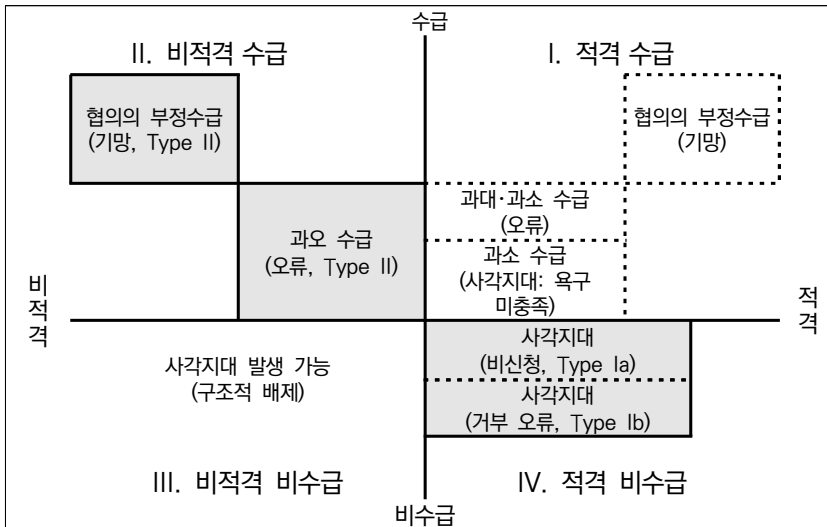 수급
II. 비적격 수급
I. 적격 수급
협의의 부정수급
(기망, Type II)
협의의 부정수급
(기망)
과대·과소 수급
(오류)
과오 수급
(오류, Type II)
과소 수급
(사각지대: 욕구
미충족)
비적격
적격
사각지대
(비신청, Type Ia)
사각지대 발생 가능
(구조적 배제)
사각지대
(거부 오류, Type Ib)
III. 비적격 비수급
IV. 적격 비수급
비수급